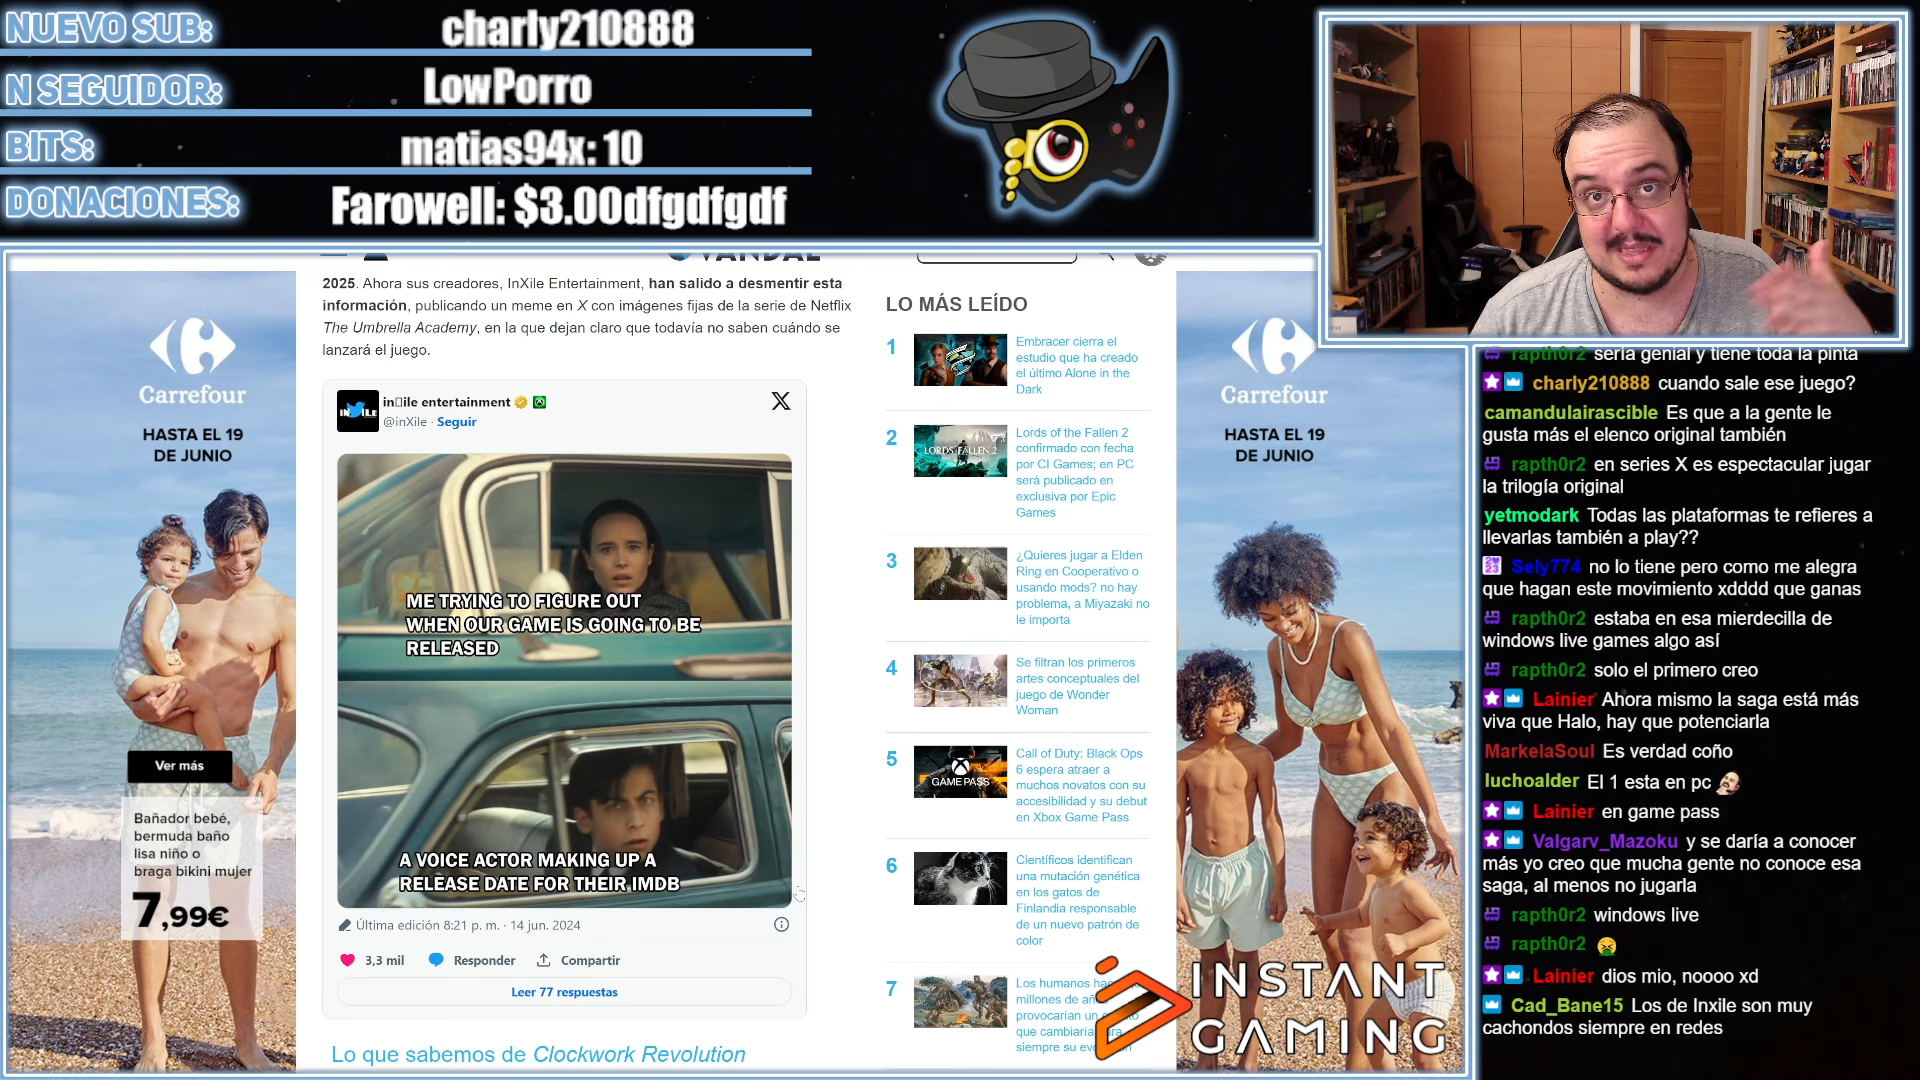 NUEVO SUB: charly210888
N SEGUIDOR: LowPorro
BITS: matias94x: 10
DONACIONES: Farowell: $3.00dfgdfgdf
VANDAL
2025. Ahora sus creadores, InXile Entertainment, han salido a desmentir esta
información, publicando un meme en X con imágenes fijas de la serie de Netflix
The Umbrella Academy, en la que dejan claro que todavía no saben cuándo se
lanzará el juego.
entertainment
@inXile · Seguir
ME TRYING TO FIGURE OUT
WHEN OUR GAME IS GOING TO BE
RELEASED
A VOICE ACTOR MAKING UP A
RELEASE DATE FOR THEIR IMDB
Última edición 8:21 p. m. · 14 jun. 2024
3,3 mil Responder Compartir
Leer 77 respuestas
Lo que sabemos de Clockwork Revolution
Carrefour
HASTA EL 19
DE JUNIO
Ver más
Bañador bebé,
bermuda baño
lisa niño o
braga bikini mujer
7,99€
LO MÁS LEÍDO
1
Embracer cierra el
estudio que ha creado
el último Alone in the
Dark
2
LORDS FALLEN 2
Lords of the Fallen 2
confirmado con fecha
por CI Games; en PC
será publicado en
exclusiva por Epic
Games
3
¿Quieres jugar a Elden
Ring en Cooperativo o
usando mods? no hay
problema, a Miyazaki no
le importa
4
Se filtran los primeros
artes conceptuales del
juego de Wonder
Woman
5
GAME PASS
Call of Duty: Black Ops
6 espera atraer a
muchos novatos con su
accesibilidad y su debut
en Xbox Game Pass
6
Científicos identifican
una mutación genética
en los gatos de
Finlandia responsable
de un nuevo patrón de
color
7
Los humanos
millones de
provocarían un
que cambiaría
siempre su
Carrefour
HASTA EL 19
DE JUNIO
INSTANT
GAMING
rapth0r2 sería genial y tiene toda la pinta
charly210888 cuando sale ese juego?
camandulairascible Es que a la gente le
gusta más el elenco original también
rapth0r2 en series X es espectacular jugar
la trilogía original
yetmodark Todas las plataformas te refieres a
llevarlas también a play??
Sely774 no lo tiene pero como me alegra
que hagan este movimiento xdddd que ganas
rapth0r2 estaba en esa mierdecilla de
windows live games algo así
rapth0r2 solo el primero creo
Lainier Ahora mismo la saga está más
viva que Halo, hay que potenciarla
MarkelaSoul Es verdad coño
luchoalder El 1 esta en pc
Lainier en game pass
Valgarv_Mazoku y se daría a conocer
más yo creo que mucha gente no conoce esa
saga, al menos no jugarla
rapth0r2 windows live
rapth0r2
Lainier dios mio, noooo xd
Cad_Bane15 Los de Inxile son muy
cachondos siempre en redes